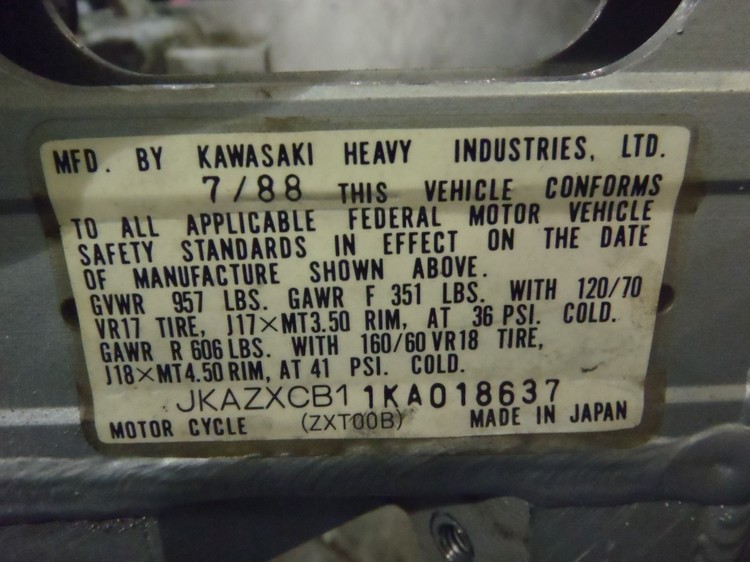 MFD. BY KAWASAKI HEAVY INDUSTRIES, LTD.
7/88 THIS VEHICLE CONFORMS
TO ALL APPLICABLE FEDERAL MOTOR VEHICLE
SAFETY STANDARDS IN EFFECT ON THE DATE
OF MANUFACTURE SHOWN ABOVE.
GVWR 957 LBS. GAWR F 351 LBS. WITH 120/70
VR17 TIRE, J17×MT3.50 RIM, AT 36 PSI. COLD.
GAWR R 606 LBS. WITH 160/60 VR18 TIRE,
J18×MT4.50 RIM, AT 41 PSI. COLD.
JKAZXCB11KA018637
MOTOR CYCLE (ZXT00B) MADE IN JAPAN